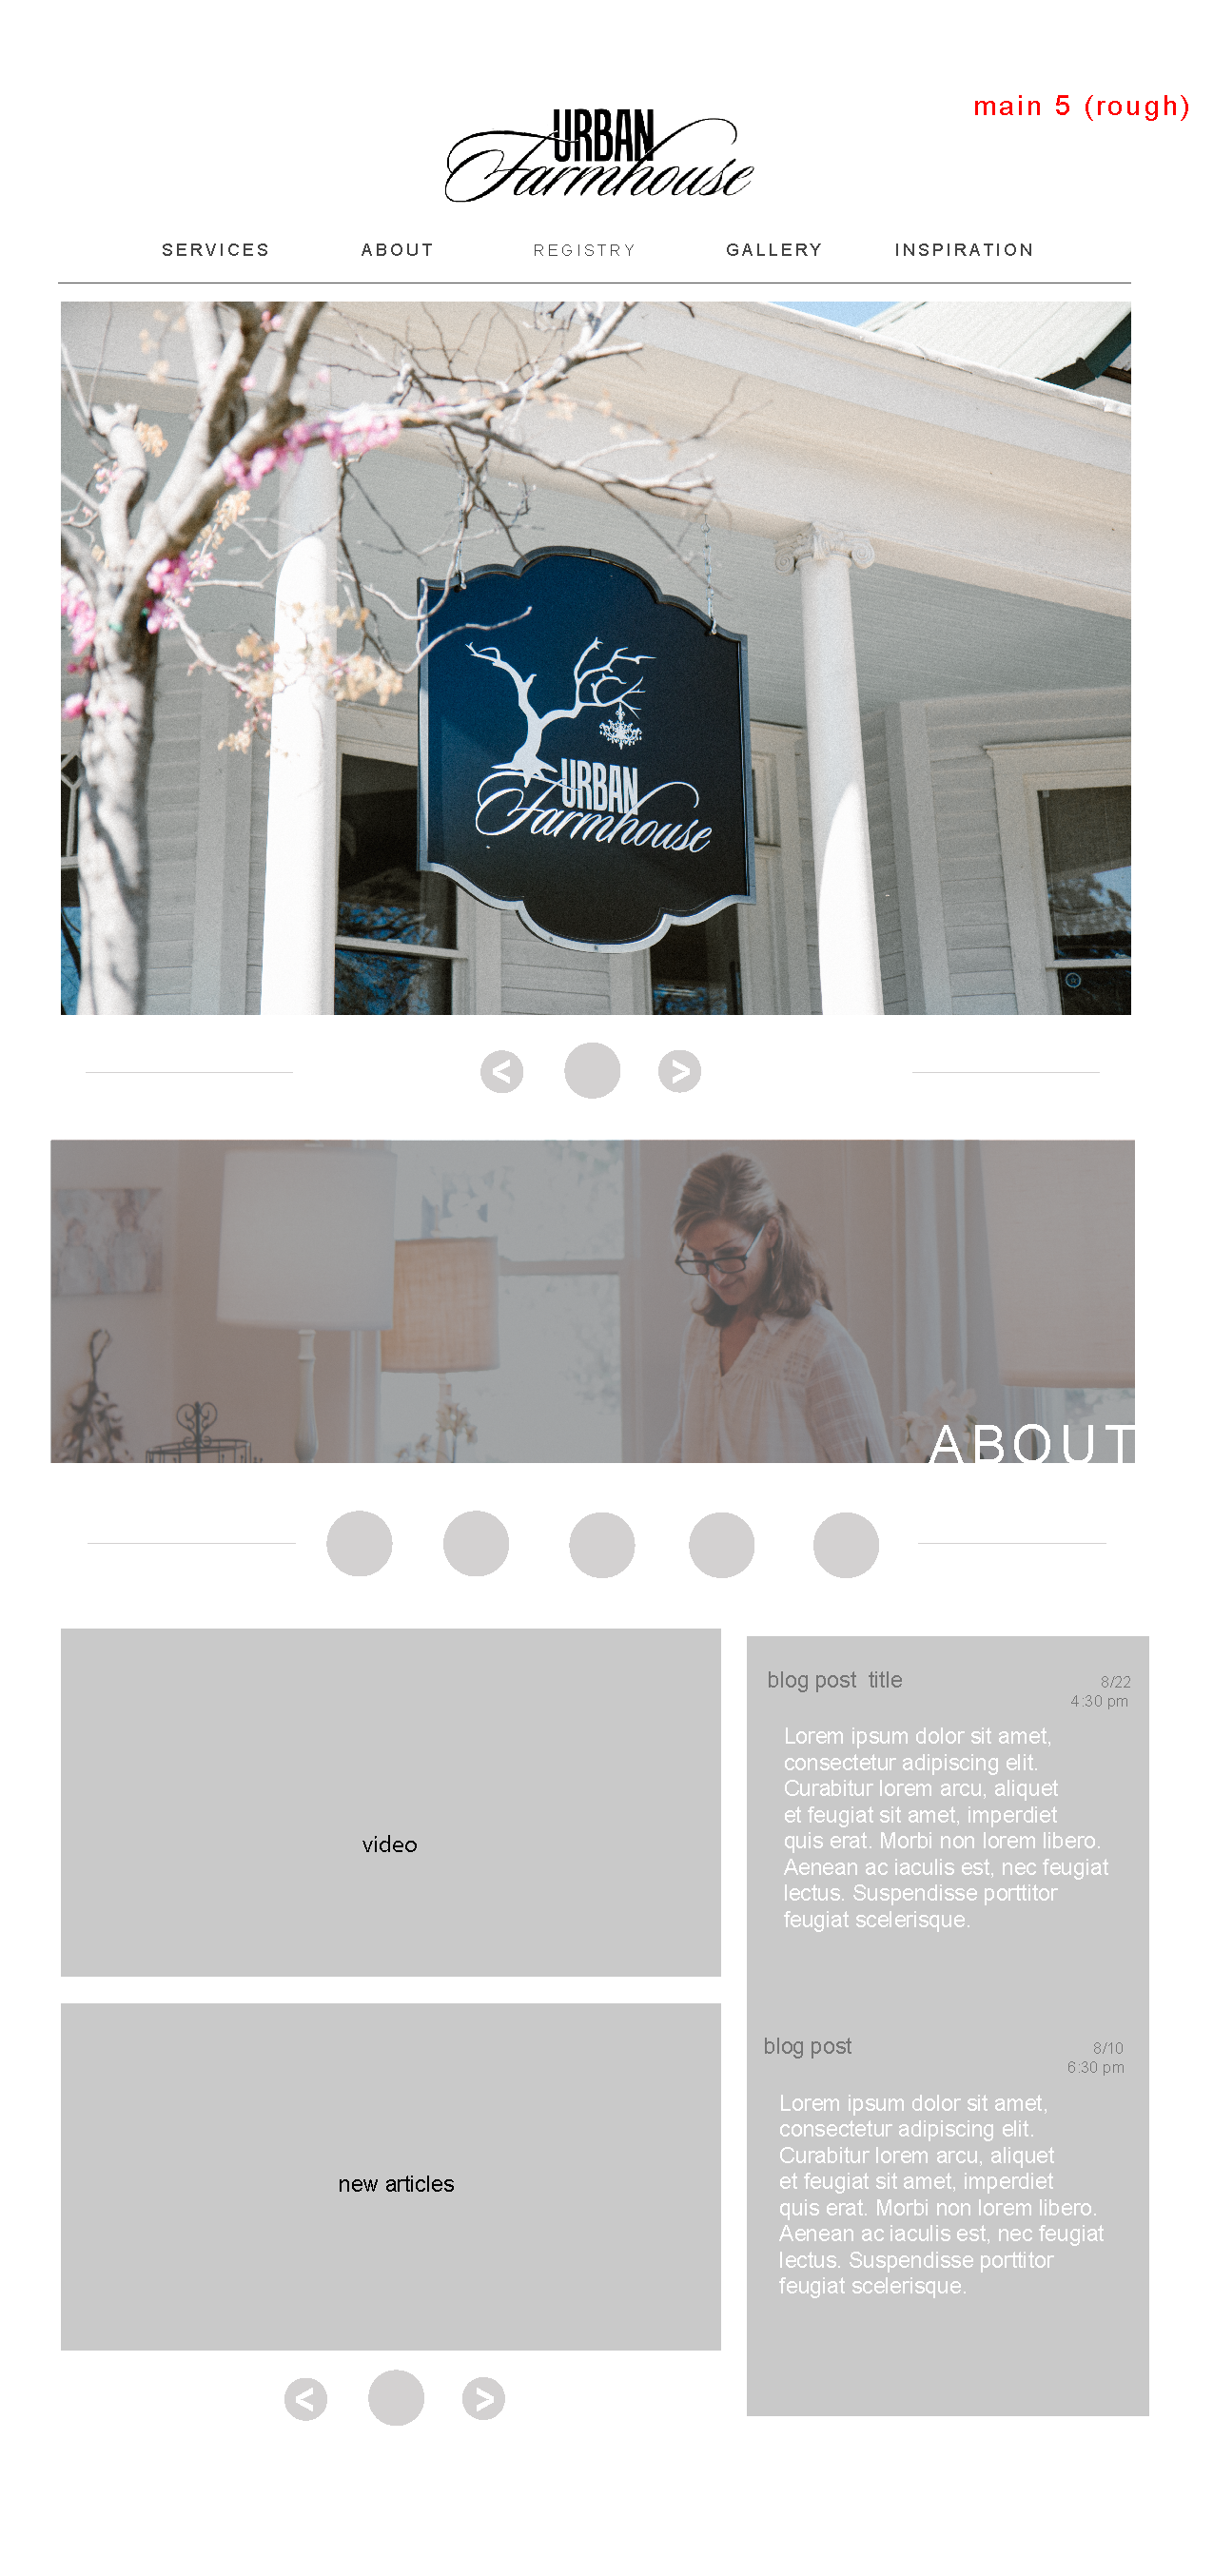 main 5 (rough)
URBAN
Farmhouse
SERVICES ABOUT REGISTRY GALLERY INSPIRATION
URBAN
Farmhouse
< >
ABOUT
video
new articles
< >
blog post title 8/22
4:30 pm
Lorem ipsum dolor sit amet,
consectetur adipiscing elit.
Curabitur lorem arcu, aliquet
et feugiat sit amet, imperdiet
quis erat. Morbi non lorem libero.
Aenean ac iaculis est, nec feugiat
lectus. Suspendisse porttitor
feugiat scelerisque.
blog post 8/10
6:30 pm
Lorem ipsum dolor sit amet,
consectetur adipiscing elit.
Curabitur lorem arcu, aliquet
et feugiat sit amet, imperdiet
quis erat. Morbi non lorem libero.
Aenean ac iaculis est, nec feugiat
lectus. Suspendisse porttitor
feugiat scelerisque.